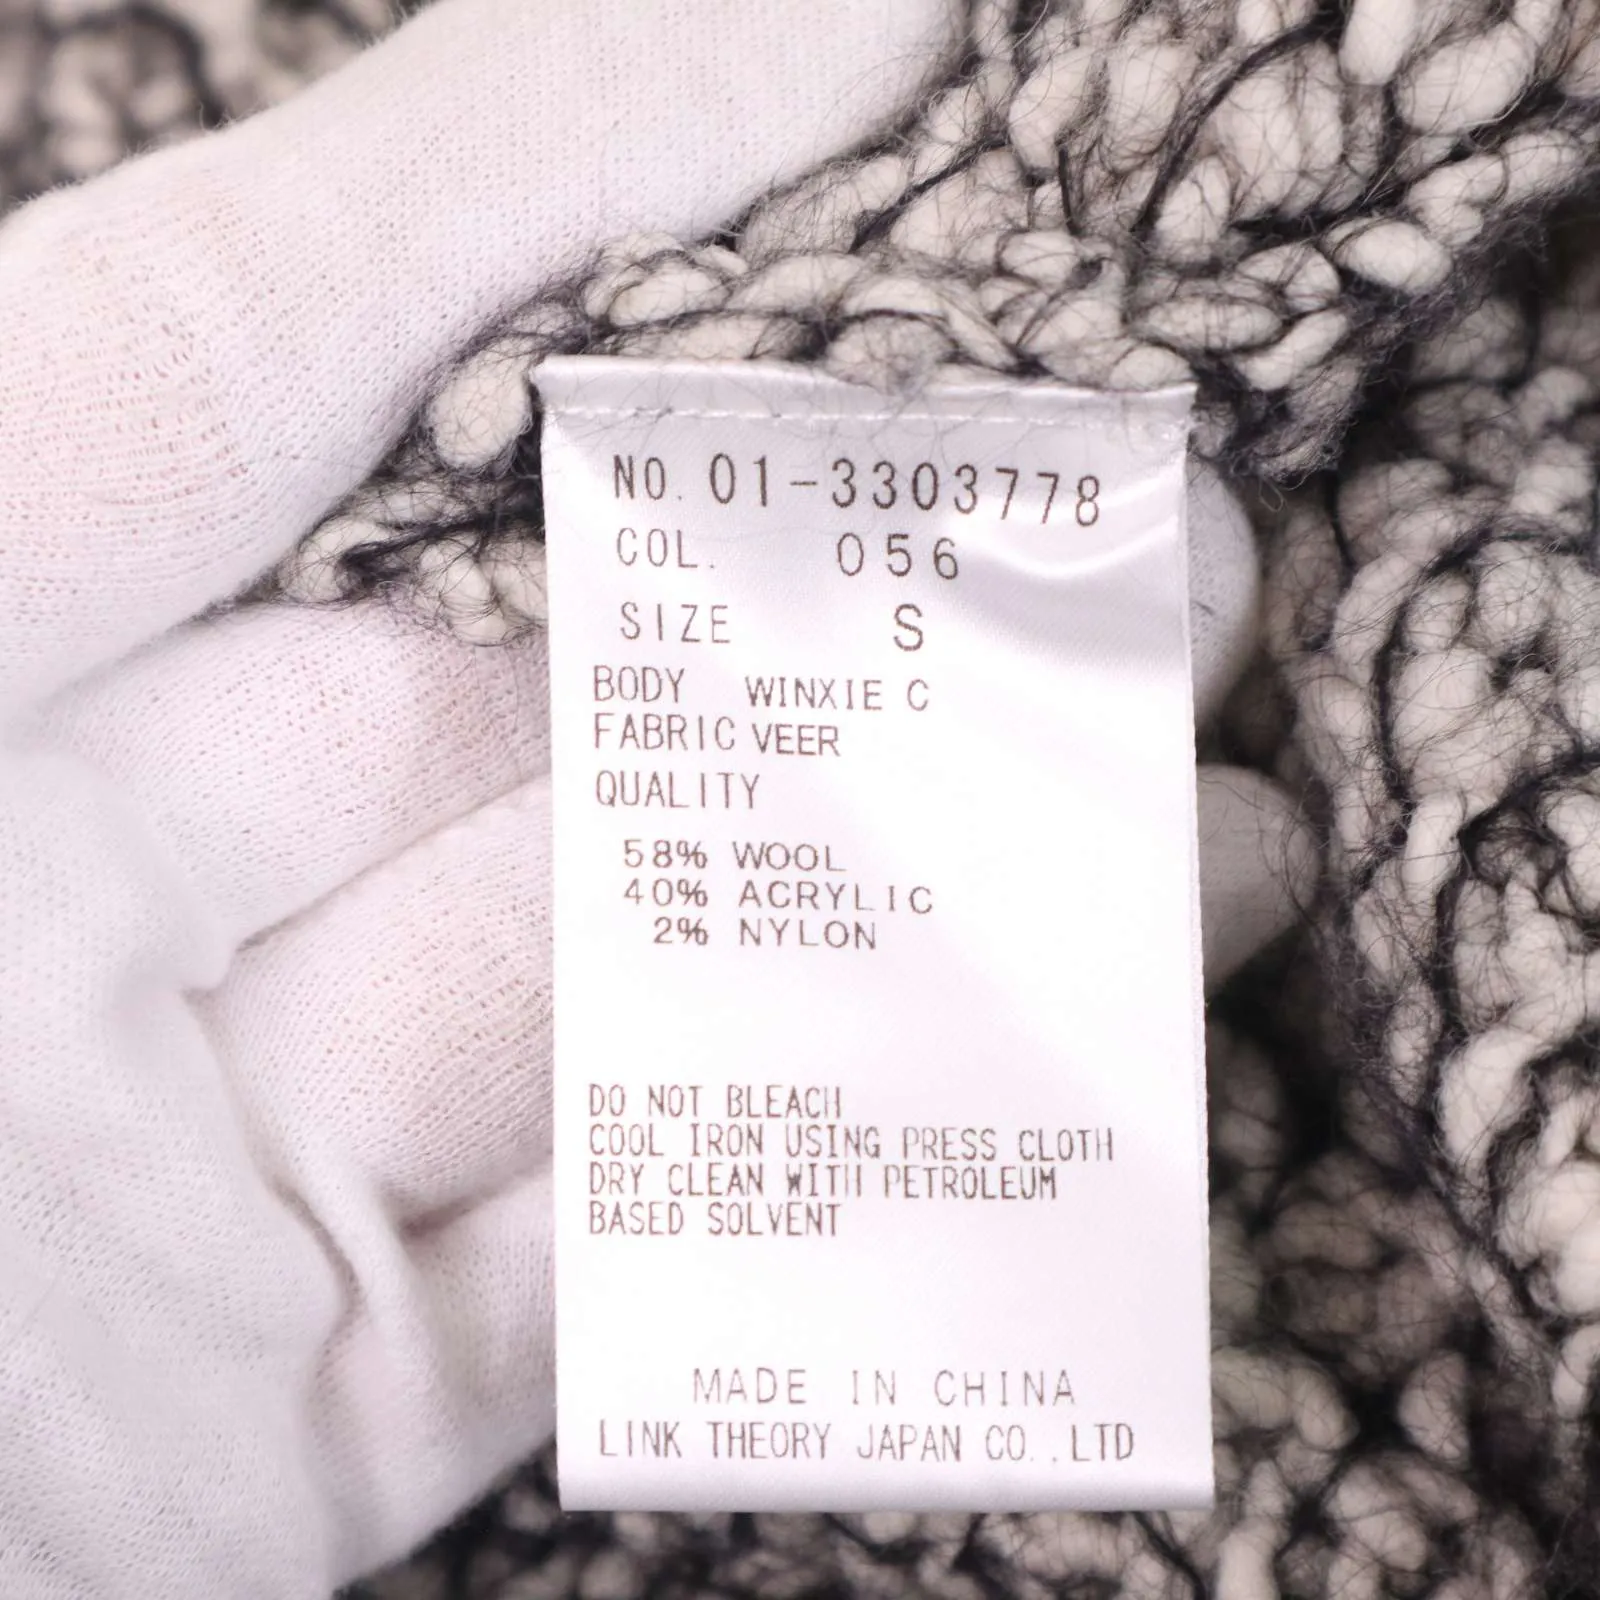 NO. 01-3303778
COL. 056
SIZE S
BODY WINXIE C
FABRIC VEER
QUALITY
58% WOOL
40% ACRYLIC
2% NYLON
DO NOT BLEACH
COOL IRON USING PRESS CLOTH
DRY CLEAN WITH PETROLEUM
BASED SOLVENT
MADE IN CHINA
LINK THEORY JAPAN CO.,LTD